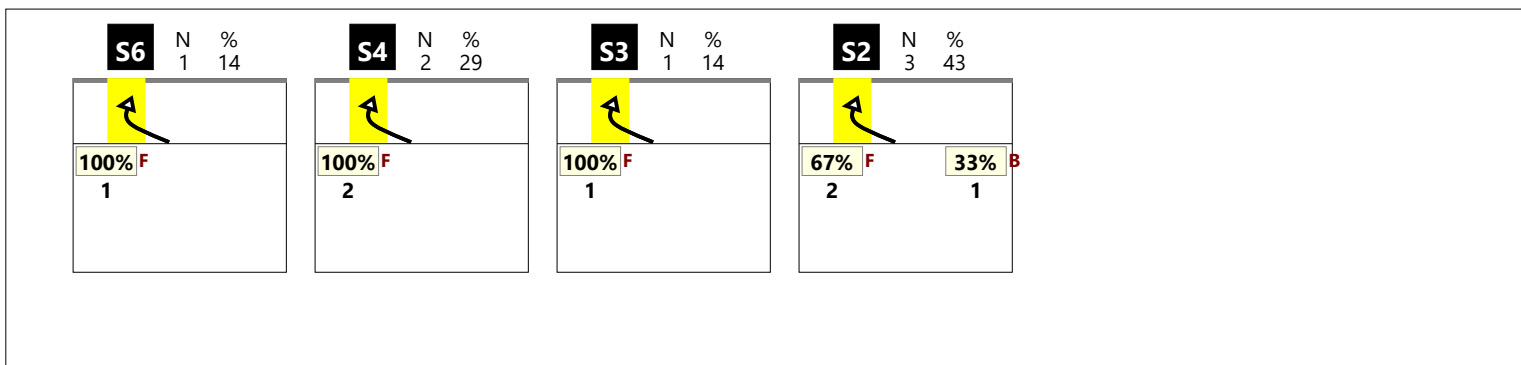 S6 N % S4 N % S3 N % S2 N %
1 14 2 29 1 14 3 43
100% F 100% F 100% F 67% F 33% B
1 2 1 2 1